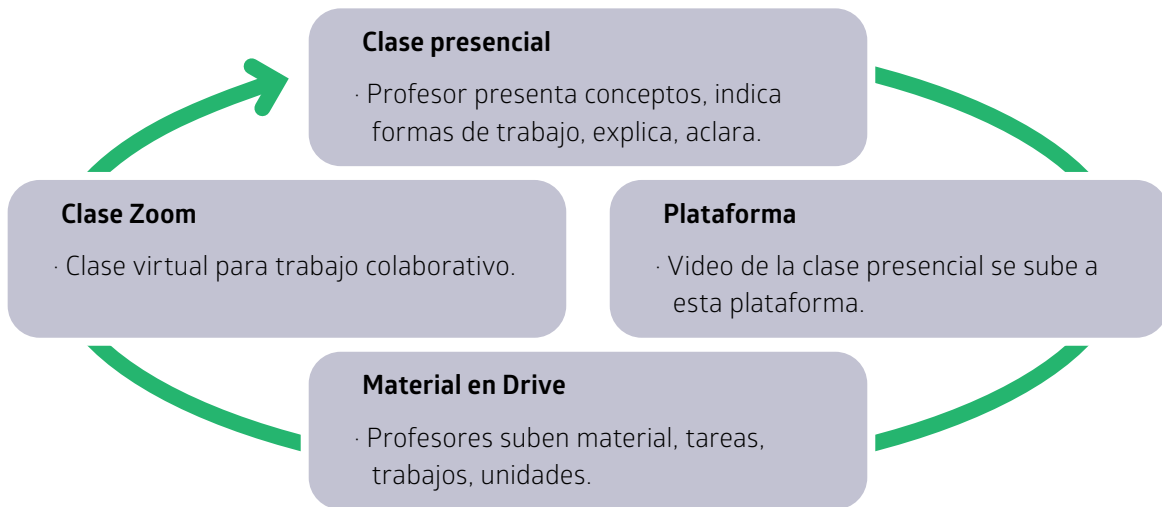 Clase presencial
· Profesor presenta conceptos, indica
formas de trabajo, explica, aclara.
Clase Zoom
· Clase virtual para trabajo colaborativo.
Plataforma
· Video de la clase presencial se sube a
esta plataforma.
Material en Drive
· Profesores suben material, tareas,
trabajos, unidades.